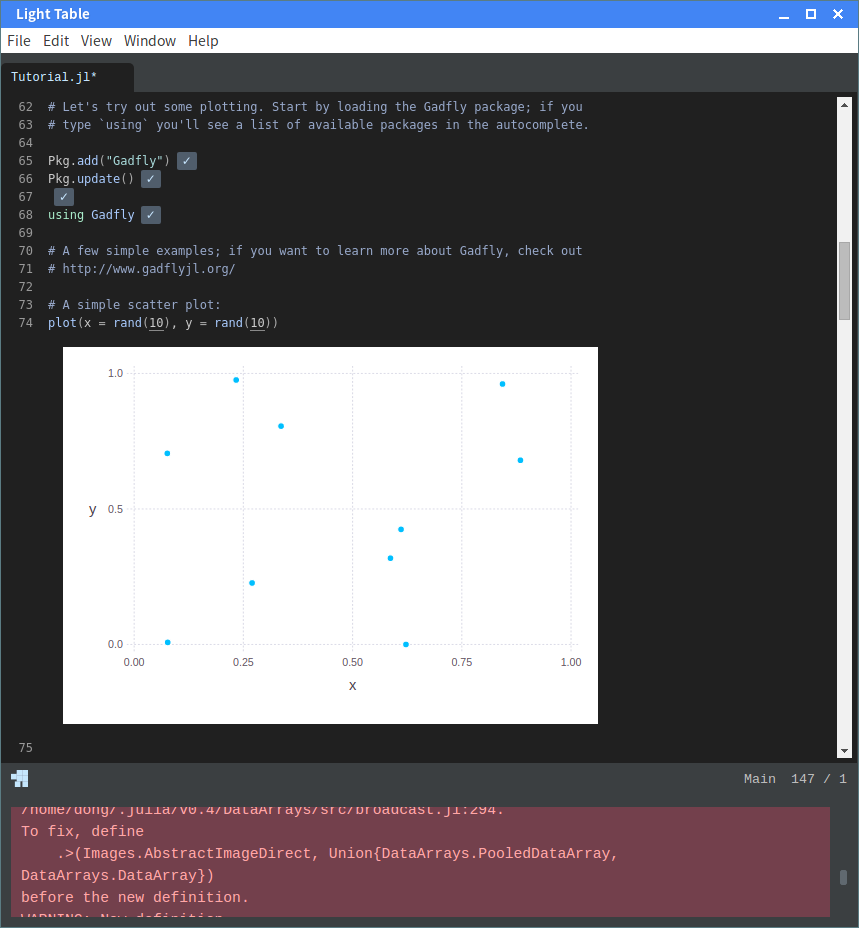 Light Table
File Edit View Window Help
Tutorial.jl*
62 # Let's try out some plotting. Start by loading the Gadfly package; if you
63 # type `using` you'll see a list of available packages in the autocomplete.
64
65 Pkg.add("Gadfly") ✓
66 Pkg.update() ✓
67 ✓
68 using Gadfly ✓
69
70 # A few simple examples; if you want to learn more about Gadfly, check out
71 # http://www.gadflyjl.org/
72
73 # A simple scatter plot:
74 plot(x = rand(10), y = rand(10))
1.0
y 0.5
0.0
0.00 0.25 0.50 0.75 1.00
x
75
Main 147 / 1
/home/dong/.julia/v0.4/DataArrays/src/broadcast.jl:294.
To fix, define
.>(Images.AbstractImageDirect, Union{DataArrays.PooledDataArray,
DataArrays.DataArray})
before the new definition.
WARNING: New definition